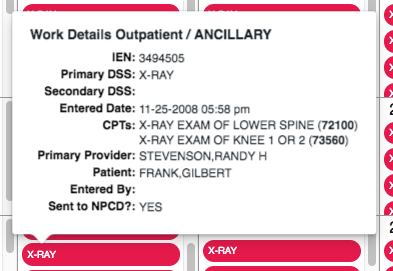 Work Details Outpatient / ANCILLARY
IEN: 3494505
Primary DSS: X-RAY
Secondary DSS:
Entered Date: 11-25-2008 05:58 pm
CPTs: X-RAY EXAM OF LOWER SPINE (72100)
X-RAY EXAM OF KNEE 1 OR 2 (73560)
Primary Provider: STEVENSON,RANDY H
Patient: FRANK,GILBERT
Entered By:
Sent to NPCD?: YES
X-RAY
X-RAY